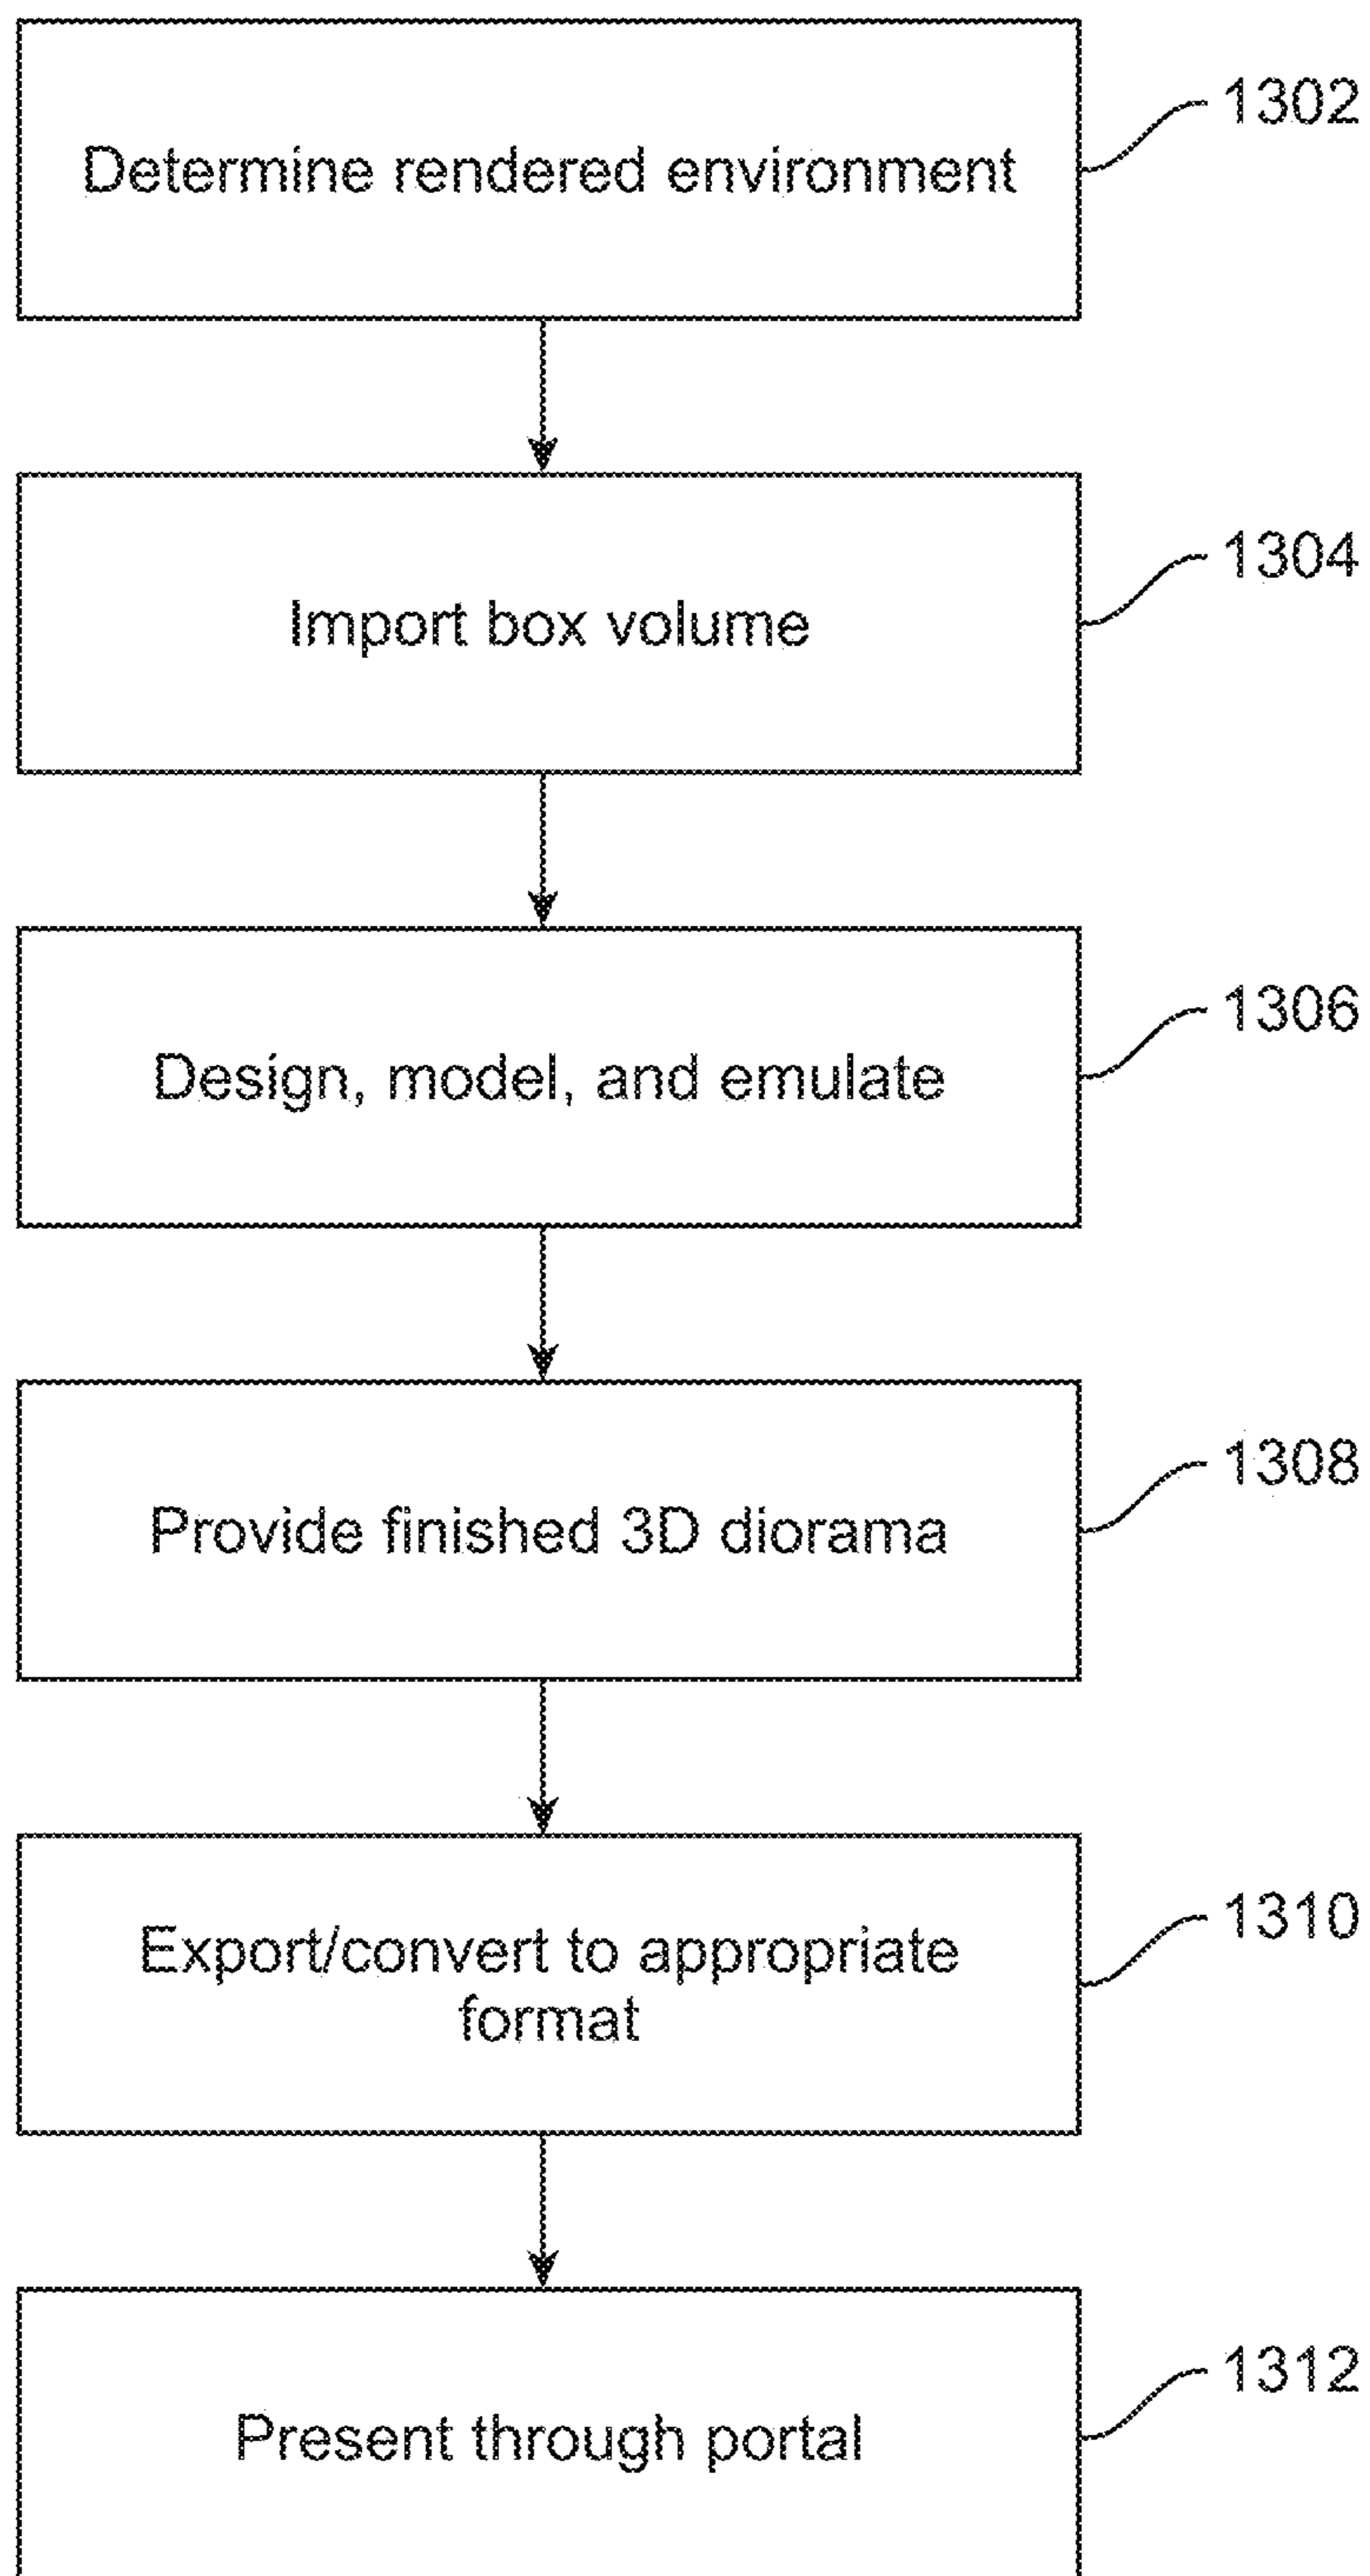 Determine rendered environment
1302
Import box volume
1304
Design, model, and emulate
1306
Provide finished 3D diorama
1308
Export/convert to appropriate
format
1310
Present through portal
1312